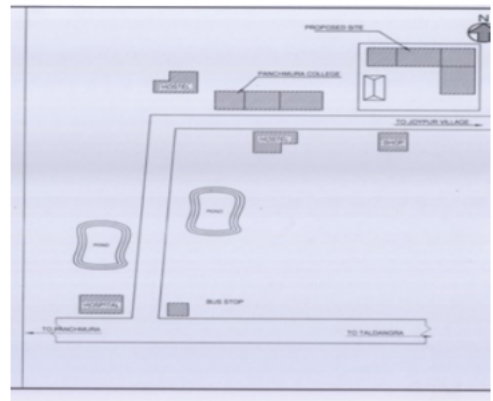 N
PROPOSED SITE
PANCHMURA COLLEGE
HOSTEL
TO JOYPUR VILLAGE
HOSTEL
SHOP
POND
POND
HOSPITAL
BUS STOP
TO PANCHMURA
TO TALDANGRA